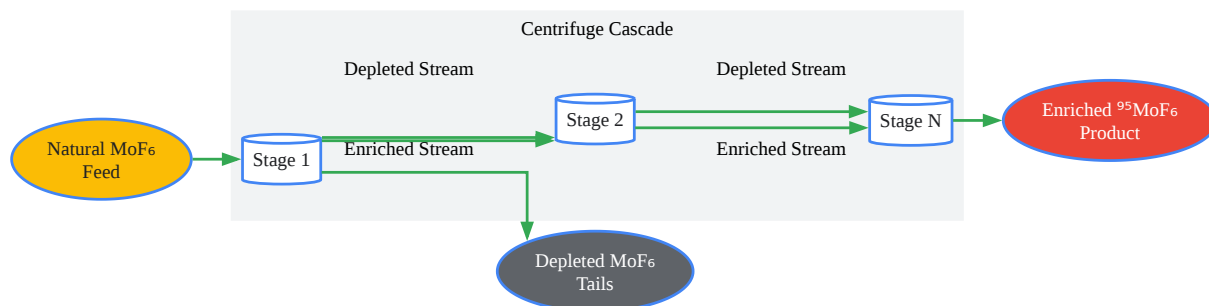 Centrifuge Cascade
Depleted Stream
Depleted Stream
Natural MoF₆
Feed
Stage 1
Enriched Stream
Stage 2
Enriched Stream
Stage N
Enriched ⁹⁵MoF₆
Product
Depleted MoF₆
Tails